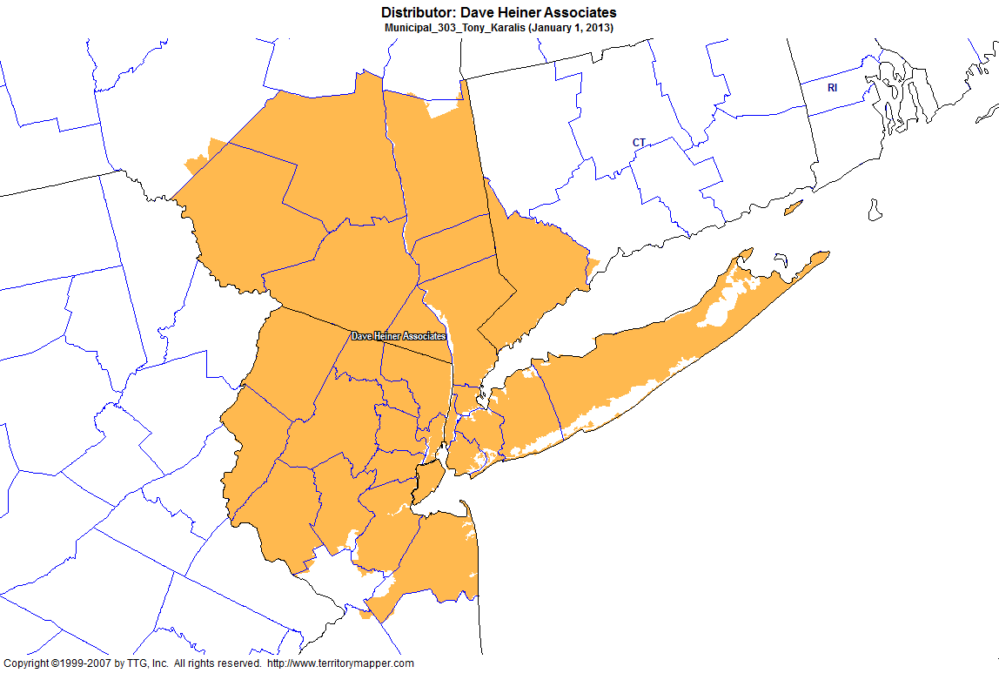 Distributor: Dave Heiner Associates
Municipal_303_Tony_Karalis (January 1, 2013)
RI
CT
Dave Heiner Associates
Copyright ©1999-2007 by TTG, Inc. All rights reserved. http://www.territorymapper.com